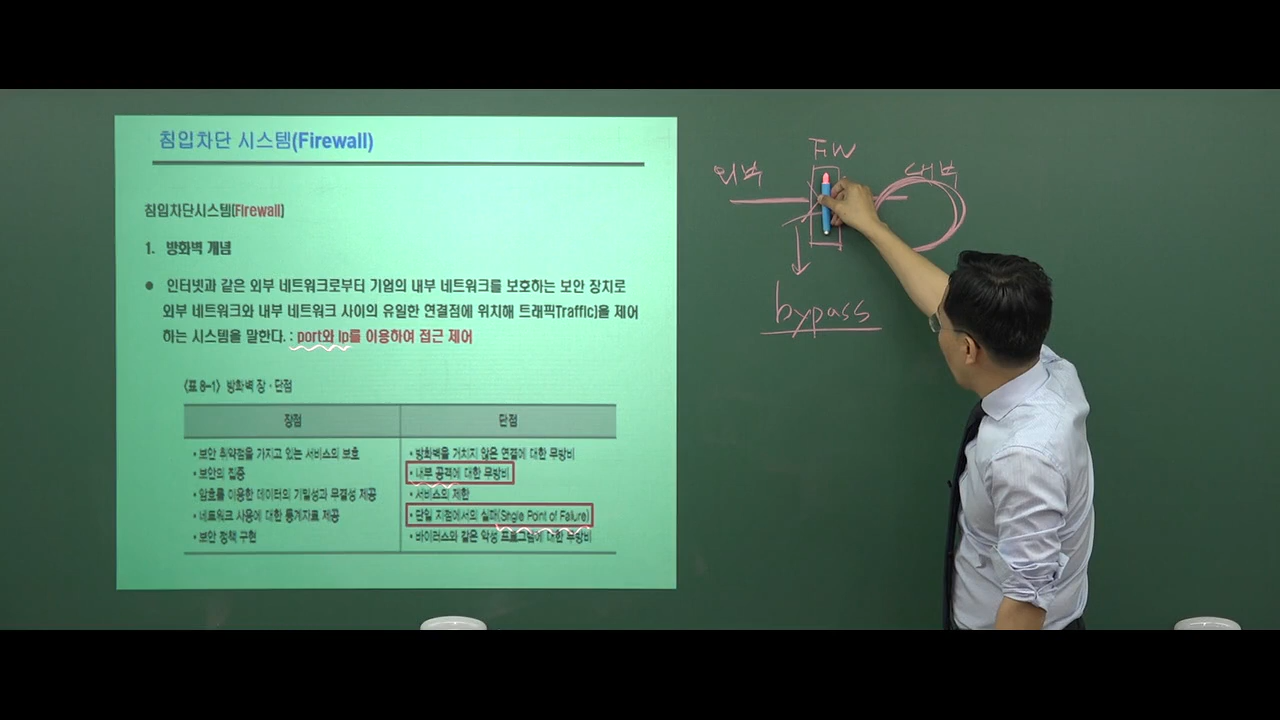 침입차단 시스템(Firewall)
침입차단시스템(Firewall)
1. 방화벽 개념
● 인터넷과 같은 외부 네트워크로부터 기업의 내부 네트워크를 보호하는 보안 장치로
외부 네트워크와 내부 네트워크 사이의 유일한 연결점에 위치해 트래픽Traffic)을 제어
하는 시스템을 말한다. : port와 Ip를 이용하여 접근 제어
<표 8-1> 방화벽 장·단점
장점
• 보안 취약점을 가지고 있는 서비스의 보호
• 보안의 집중
• 암호를 이용한 데이터의 기밀성과 무결성 제공
• 네트워크 사용에 대한 통계자료 제공
• 보안 정책 구현
단점
• 방화벽을 거치지 않은 연결에 대한 무방비
• 내부 공격에 대한 무방비
• 서비스의 제한
• 단일 지점에서의 실패(Single Point of Failure)
• 바이러스와 같은 악성 프로그램에 대한 무방비
F/W
외부
내부
bypass